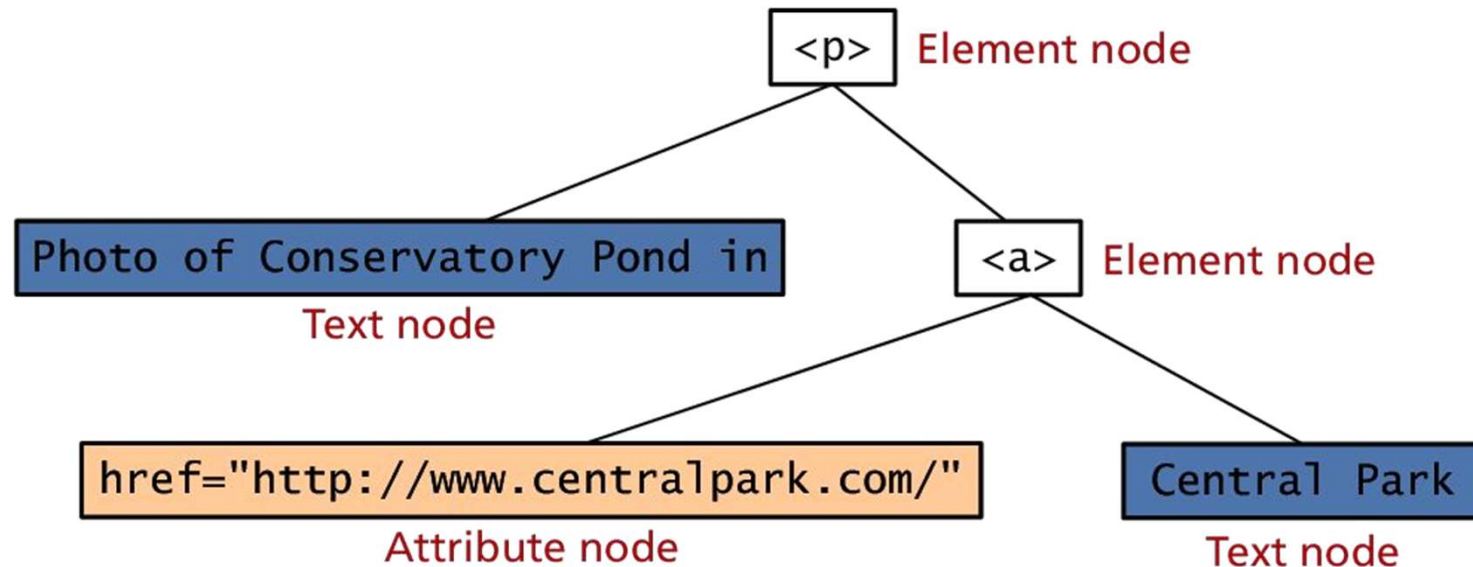 <p> Element node
Photo of Conservatory Pond in
<a> Element node
Text node
href="http://www.centralpark.com/"
Central Park
Attribute node
Text node